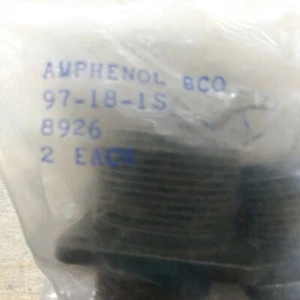 AMPHENOL BCO
97-18-1S
8926
2 EACH